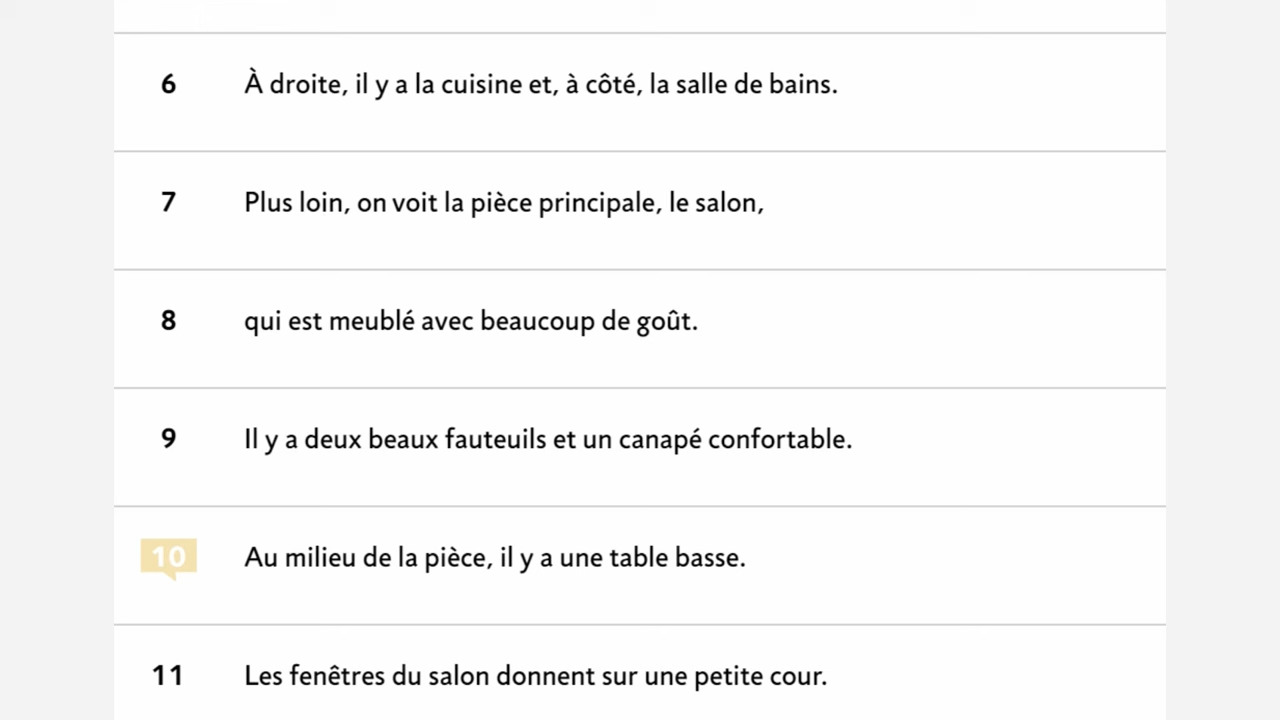 6 À droite, il y a la cuisine et, à côté, la salle de bains.
7 Plus loin, on voit la pièce principale, le salon,
8 qui est meublé avec beaucoup de goût.
9 Il y a deux beaux fauteuils et un canapé confortable.
10 Au milieu de la pièce, il y a une table basse.
11 Les fenêtres du salon donnent sur une petite cour.